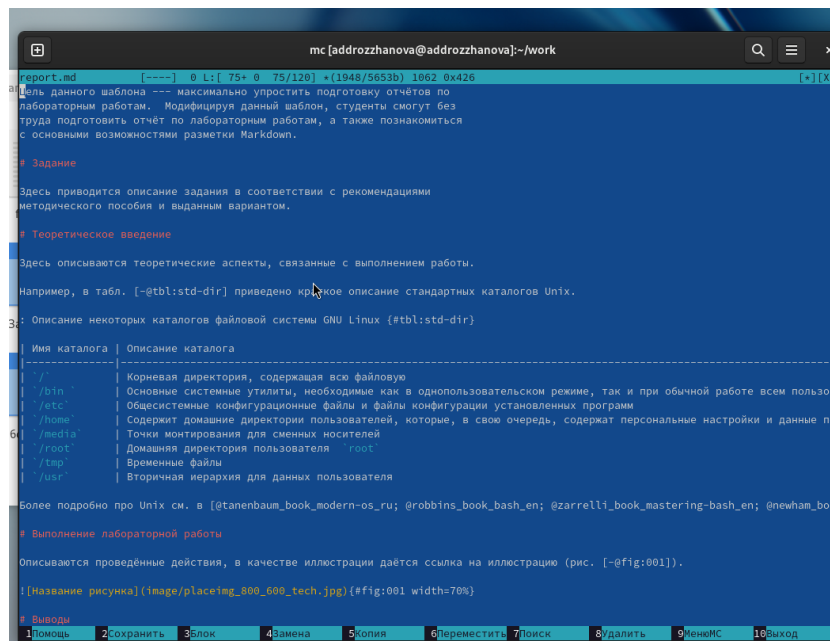 mc [addrozzhanova@addrozzhanova]:~/work
report.md [----] 0 L:[ 75+ 0 75/120] *(1948/5653b) 1062 0x426 [*][X
Цель данного шаблона --- максимально упростить подготовку отчётов по
лабораторным работам. Модифицируя данный шаблон, студенты смогут без
труда подготовить отчёт по лабораторным работам, а также познакомиться
с основными возможностями разметки Markdown.
# Задание
Здесь приводится описание задания в соответствии с рекомендациями
методического пособия и выданным вариантом.
# Теоретическое введение
Здесь описываются теоретические аспекты, связанные с выполнением работы.
Например, в табл. [-@tbl:std-dir] приведено краткое описание стандартных каталогов Unix.
: Описание некоторых каталогов файловой системы GNU Linux {#tbl:std-dir}
| Имя каталога | Описание каталога
|--------------|----------------------------------------------------------------------------------------------------------------
| `/` | Корневая директория, содержащая всю файловую
| `/bin ` | Основные системные утилиты, необходимые как в однопользовательском режиме, так и при обычной работе всем пользо
| `/etc` | Общесистемные конфигурационные файлы и файлы конфигурации установленных программ
| `/home` | Содержит домашние директории пользователей, которые, в свою очередь, содержат персональные настройки и данные п
| `/media` | Точки монтирования для сменных носителей
| `/root` | Домашняя директория пользователя `root`
| `/tmp` | Временные файлы
| `/usr` | Вторичная иерархия для данных пользователя
Более подробно про Unix см. в [@tanenbaum_book_modern-os_ru; @robbins_book_bash_en; @zarrelli_book_mastering-bash_en; @newham_bo
# Выполнение лабораторной работы
Описываются проведённые действия, в качестве иллюстрации даётся ссылка на иллюстрацию (рис. [-@fig:001]).
![Название рисунка](image/placeimg_800_600_tech.jpg){#fig:001 width=70%}
# Выводы
1Помощь 2Сохранить 3Блок 4Замена 5Копия 6Переместить 7Поиск 8Удалить 9МенюMC 10Выход